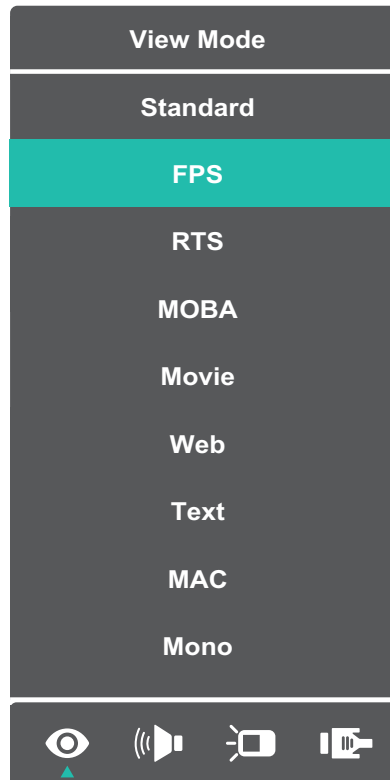 View Mode
Standard
FPS
RTS
MOBA
Movie
Web
Text
MAC
Mono